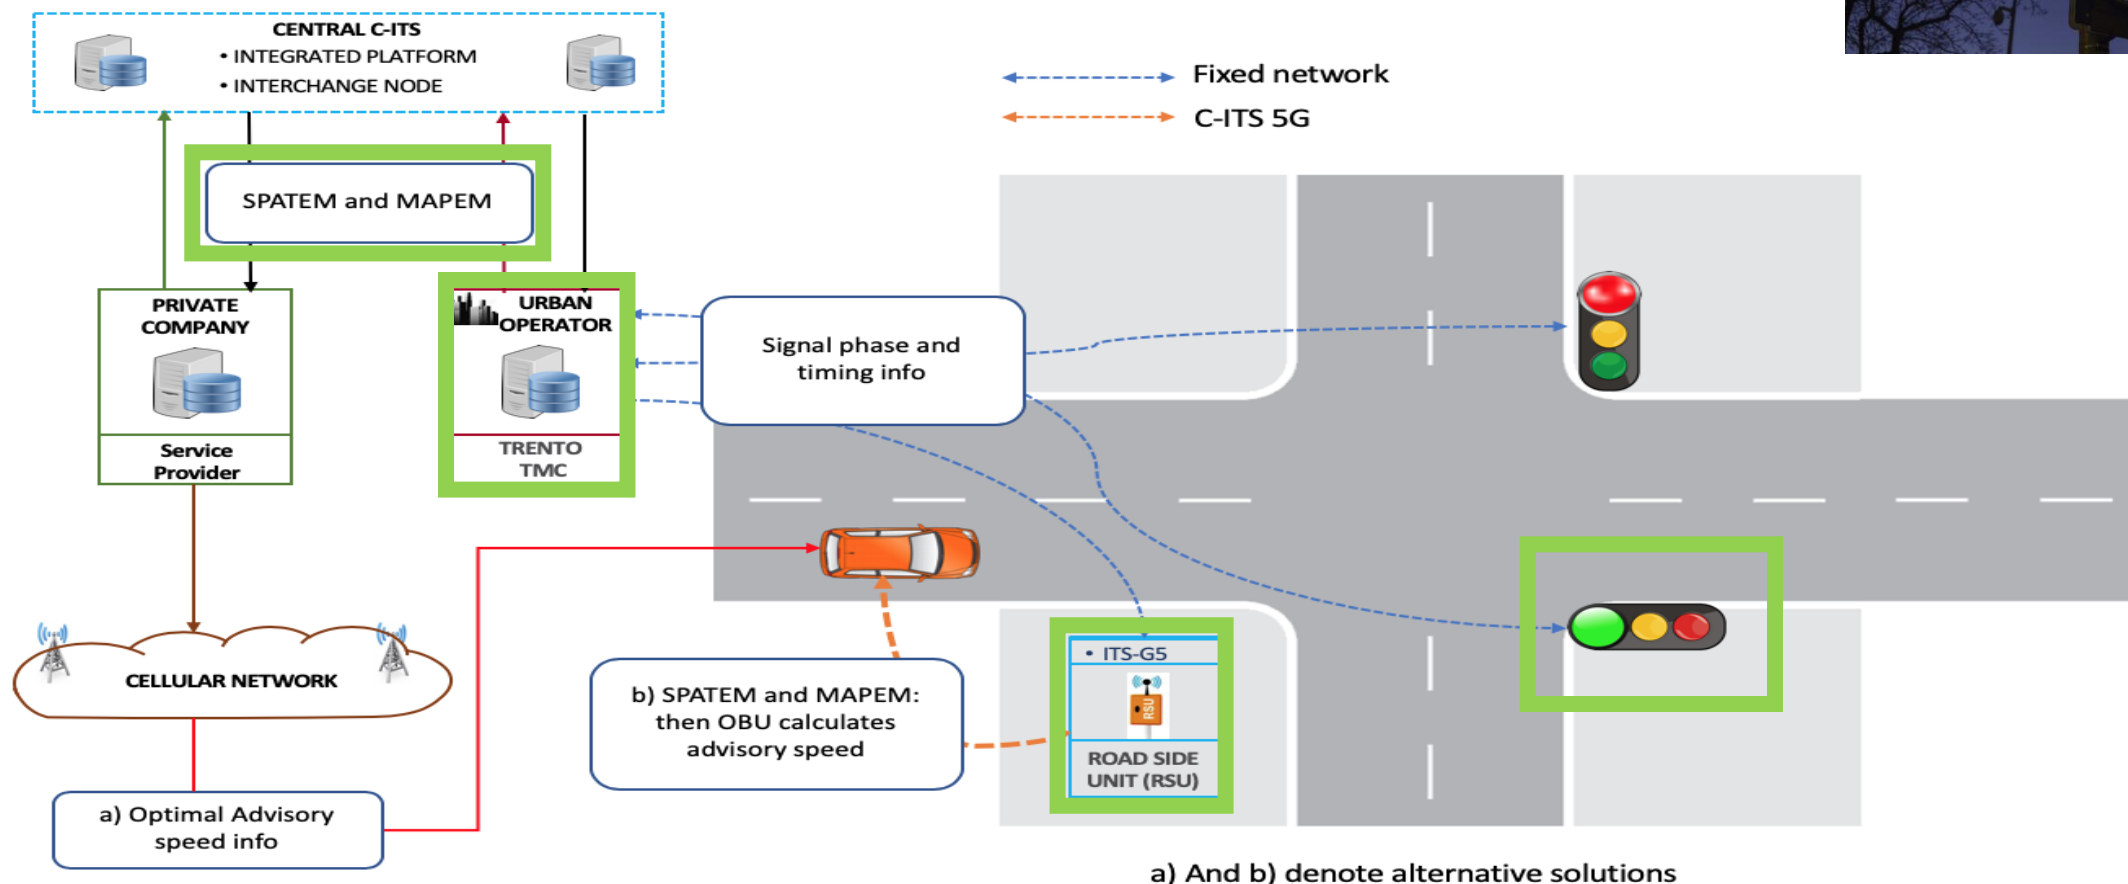 CENTRAL C-ITS
• INTEGRATED PLATFORM
• INTERCHANGE NODE
Fixed network
C-ITS 5G
SPATEM and MAPEM
PRIVATE
COMPANY
Service
Provider
URBAN
OPERATOR
TRENTO
TMC
Signal phase and
timing info
CELLULAR NETWORK
a) Optimal Advisory
speed info
b) SPATEM and MAPEM:
then OBU calculates
advisory speed
• ITS-G5
RSU
ROAD SIDE
UNIT (RSU)
a) And b) denote alternative solutions